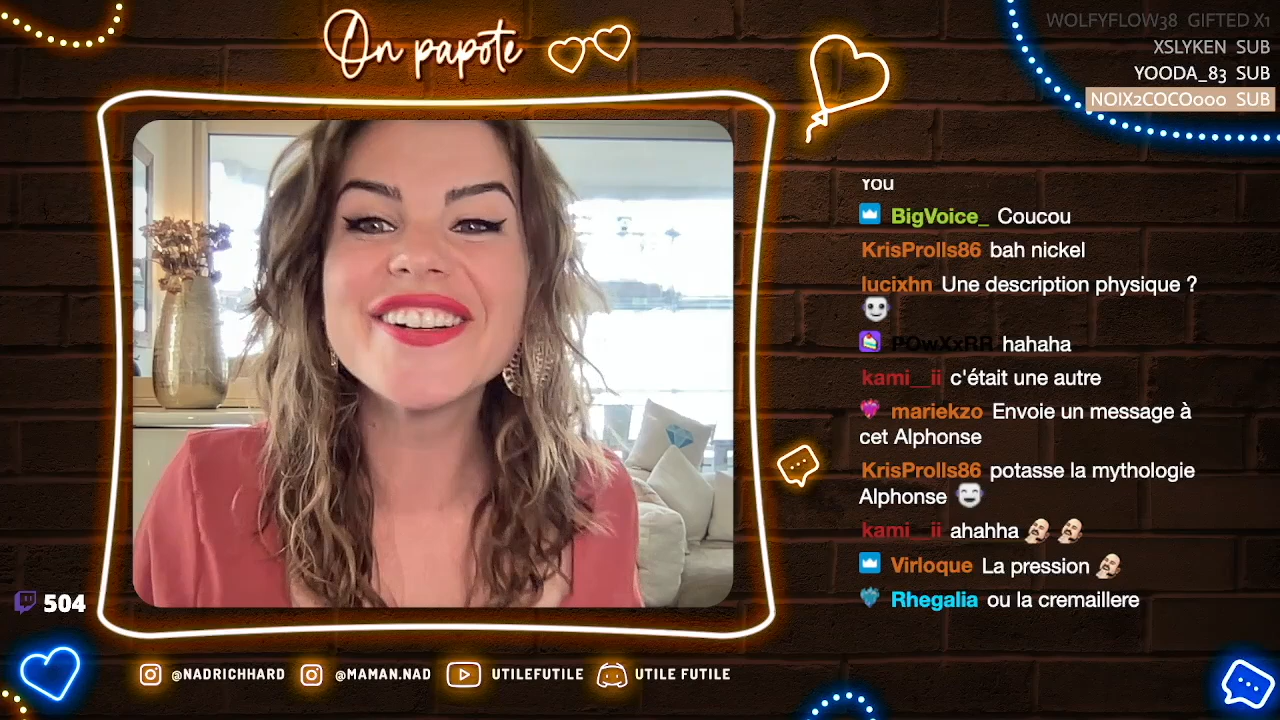 On papote
WOLFYFLOW38 GIFTED X1
XSLYKEN SUB
YOODA_83 SUB
NOIX2COCO000 SUB
YOU
BigVoice_ Coucou
KrisProlls86 bah nickel
lucixhn Une description physique ?
POwXxRR hahaha
kami__ii c'était une autre
mariekzo Envoie un message à
cet Alphonse
KrisProlls86 potasse la mythologie
Alphonse
kami__ii ahahha
Virloque La pression
Rhegalia ou la cremaillere
504
@NADRICHHARD @MAMAN.NAD UTILEFUTILE UTILE FUTILE